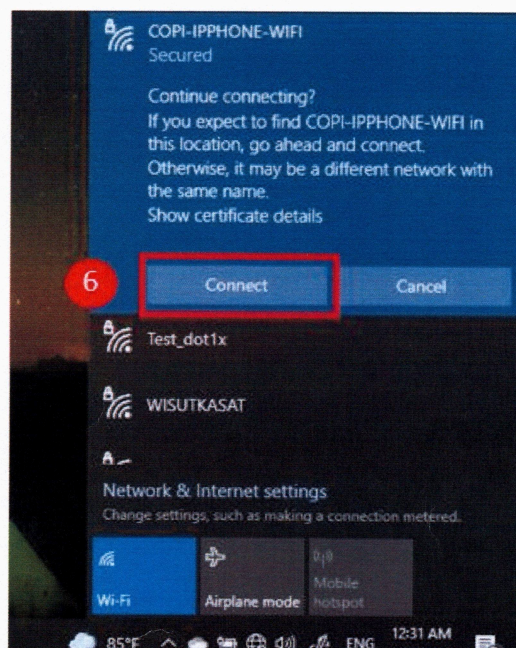 COPI-IPPHONE-WIFI
Secured
Continue connecting?
If you expect to find COPI-IPPHONE-WIFI in
this location, go ahead and connect.
Otherwise, it may be a different network with
the same name.
Show certificate details
6
Connect
Cancel
Test_dot1x
WISUTKASAT
Network & Internet settings
Change settings, such as making a connection metered.
Wi-Fi
Airplane mode
Mobile
hotspot
85°F
ENG
12:31 AM